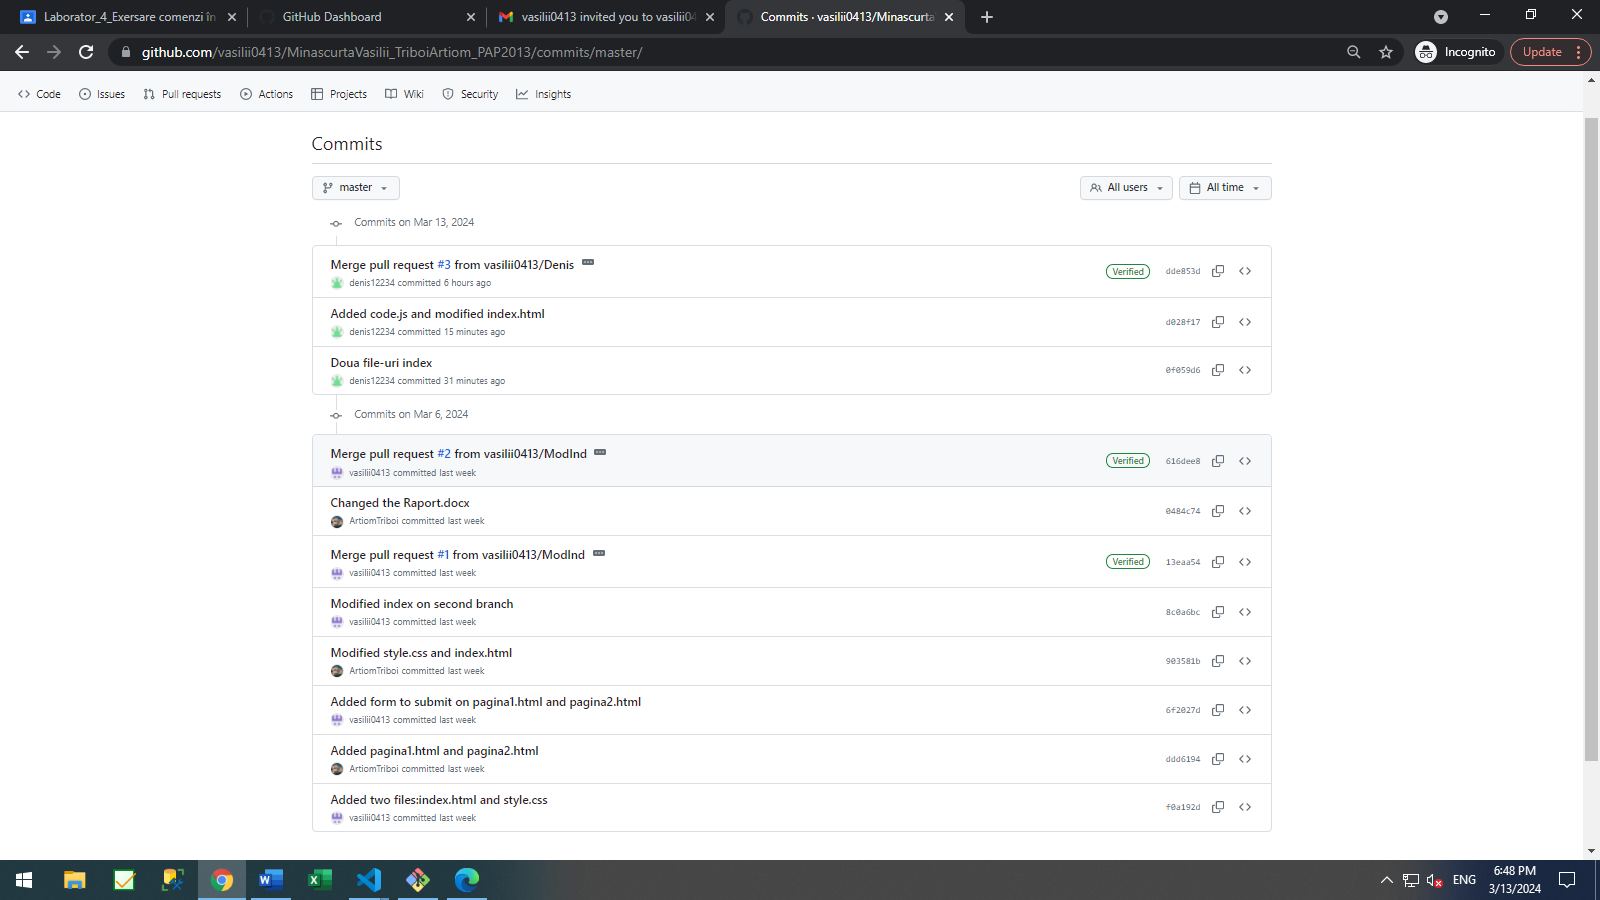 Laborator_4_Exersare comenzi în
GitHub Dashboard
vasilii0413 invited you to vasilii04
Commits · vasilii0413/Minascurta
github.com/vasilii0413/MinascurtaVasilii_TriboiArtiom_PAP2013/commits/master/
Incognito
Update
Code
Issues
Pull requests
Actions
Projects
Wiki
Security
Insights
Commits
master
All users
All time
Commits on Mar 13, 2024
Merge pull request #3 from vasilii0413/Denis
denis12234 committed 6 hours ago
Verified
dde853d
Added code.js and modified index.html
denis12234 committed 15 minutes ago
d028f17
Doua file-uri index
denis12234 committed 31 minutes ago
0f059d6
Commits on Mar 6, 2024
Merge pull request #2 from vasilii0413/ModInd
vasilii0413 committed last week
Verified
616dee8
Changed the Raport.docx
ArtiomTriboi committed last week
0484c74
Merge pull request #1 from vasilii0413/ModInd
vasilii0413 committed last week
Verified
13eaa54
Modified index on second branch
vasilii0413 committed last week
8c0a6bc
Modified style.css and index.html
ArtiomTriboi committed last week
903581b
Added form to submit on pagina1.html and pagina2.html
vasilii0413 committed last week
6f2027d
Added pagina1.html and pagina2.html
ArtiomTriboi committed last week
ddd6194
Added two files:index.html and style.css
vasilii0413 committed last week
f0a192d
ENG
6:48 PM
3/13/2024